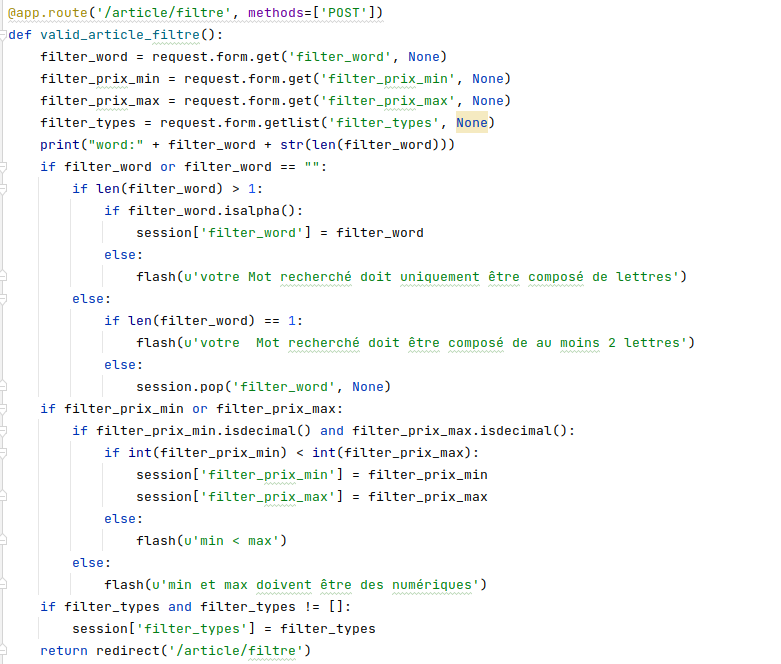 @app.route('/article/filtre', methods=['POST'])
def valid_article_filtre():
    filter_word = request.form.get('filter_word', None)
    filter_prix_min = request.form.get('filter_prix_min', None)
    filter_prix_max = request.form.get('filter_prix_max', None)
    filter_types = request.form.getlist('filter_types', None)
    print("word:" + filter_word + str(len(filter_word)))
    if filter_word or filter_word == "":
        if len(filter_word) > 1:
            if filter_word.isalpha():
                session['filter_word'] = filter_word
            else:
                flash(u'votre Mot recherché doit uniquement être composé de lettres')
        else:
            if len(filter_word) == 1:
                flash(u'votre  Mot recherché doit être composé de au moins 2 lettres')
            else:
                session.pop('filter_word', None)
    if filter_prix_min or filter_prix_max:
        if filter_prix_min.isdecimal() and filter_prix_max.isdecimal():
            if int(filter_prix_min) < int(filter_prix_max):
                session['filter_prix_min'] = filter_prix_min
                session['filter_prix_max'] = filter_prix_max
            else:
                flash(u'min < max')
        else:
            flash(u'min et max doivent être des numériques')
    if filter_types and filter_types != []:
        session['filter_types'] = filter_types
    return redirect('/article/filtre')